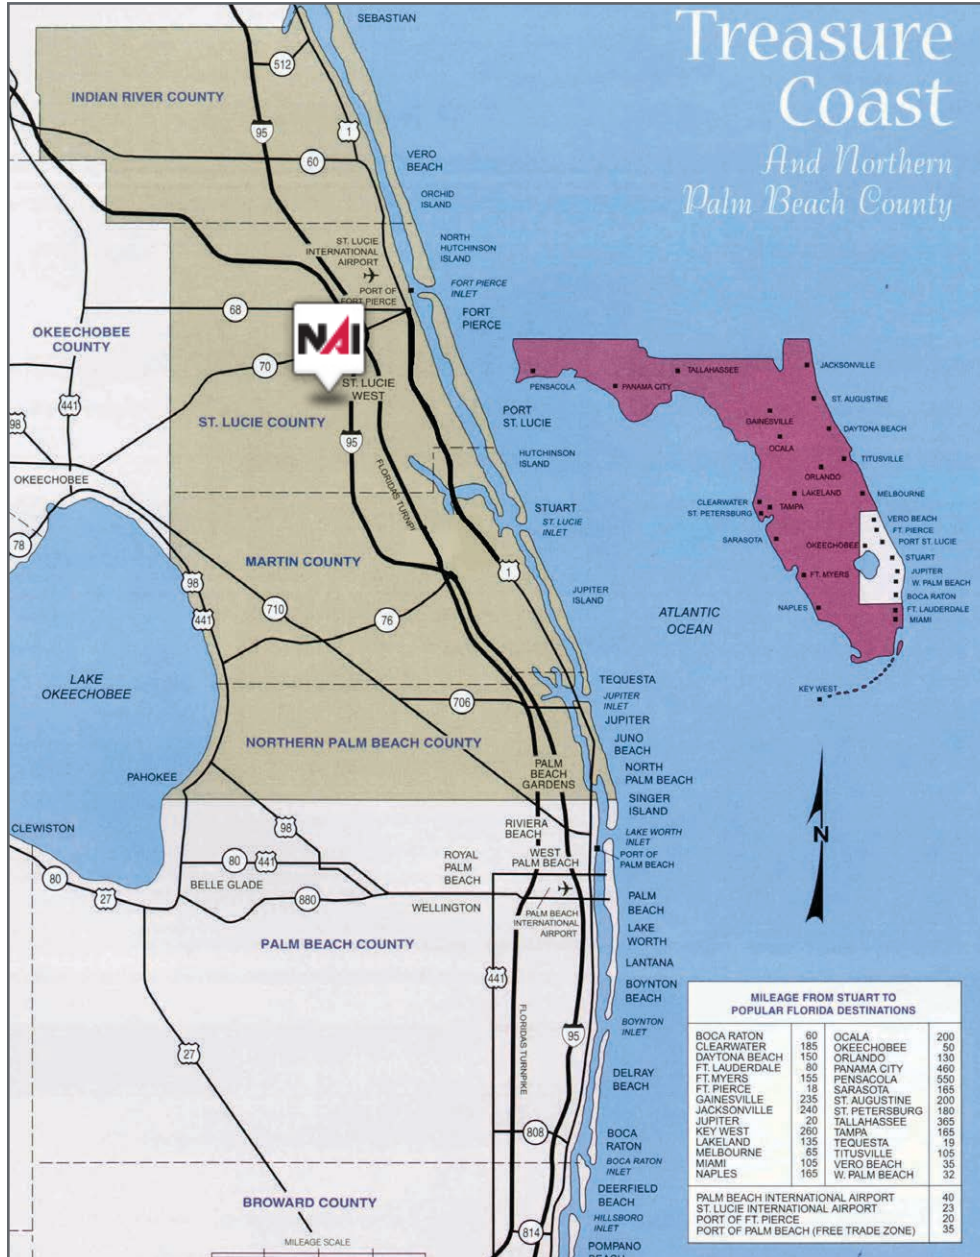 Treasure
Coast
And Northern
Palm Beach County
SEBASTIAN
512
INDIAN RIVER COUNTY
95
1
60
VERO
BEACH
ORCHID
ISLAND
ST. LUCIE
INTERNATIONAL
AIRPORT
NORTH
HUTCHINSON
ISLAND
PORT OF
FORT PIERCE
FORT PIERCE
INLET
68
FORT
PIERCE
OKEECHOBEE
COUNTY
NAI
70
ST. LUCIE
WEST
441
98
ST. LUCIE COUNTY
95
PORT
ST. LUCIE
HUTCHINSON
ISLAND
FLORIDAS TURNPI
OKEECHOBEE
STUART
ST. LUCIE
INLET
78
MARTIN COUNTY
1
98
441
710
76
JUPITER
ISLAND
LAKE
OKEECHOBEE
TEQUESTA
JUPITER
INLET
706
JUPITER
NORTHERN PALM BEACH COUNTY
JUNO
BEACH
PALM
BEACH
GARDENS
NORTH
PALM BEACH
PAHOKEE
SINGER
ISLAND
CLEWISTON
98
RIVIERA
BEACH
LAKE WORTH
INLET
PORT OF
PALM BEACH
ROYAL
PALM
BEACH
WEST
PALM BEACH
80
441
80
27
BELLE GLADE
880
WELLINGTON
PALM BEACH
INTERNATIONAL
AIRPORT
PALM
BEACH
LAKE
WORTH
PALM BEACH COUNTY
LANTANA
441
BOYNTON
BEACH
BOYNTON
INLET
FLORIDAS TURNPIKE
95
27
DELRAY
BEACH
808
BOCA
RATON
BOCA RATON
INLET
BROWARD COUNTY
DEERFIELD
BEACH
HILLSBORO
INLET
814
MILEAGE SCALE
POMPANO
ATLANTIC
OCEAN
PENSACOLA
PANAMA CITY
TALLAHASSEE
JACKSONVILLE
ST. AUGUSTINE
GAINESVILLE
OCALA
DAYTONA BEACH
TITUSVILLE
ORLANDO
LAKELAND
MELBOURNE
CLEARWATER
TAMPA
ST. PETERSBURG
VERO BEACH
FT. PIERCE
PORT ST. LUCIE
SARASOTA
OKEECHOBEE
STUART
JUPITER
FT. MYERS
W. PALM BEACH
BOCA RATON
NAPLES
FT. LAUDERDALE
MIAMI
KEY WEST
N
MILEAGE FROM STUART TO
POPULAR FLORIDA DESTINATIONS
BOCA RATON 60 OCALA 200
CLEARWATER 185 OKEECHOBEE 50
DAYTONA BEACH 150 ORLANDO 130
FT. LAUDERDALE 80 PANAMA CITY 460
FT. MYERS 155 PENSACOLA 550
FT. PIERCE 18 SARASOTA 165
GAINESVILLE 235 ST. AUGUSTINE 200
JACKSONVILLE 240 ST. PETERSBURG 180
JUPITER 20 TALLAHASSEE 365
KEY WEST 260 TAMPA 165
LAKELAND 135 TEQUESTA 19
MELBOURNE 65 TITUSVILLE 105
MIAMI 105 VERO BEACH 35
NAPLES 165 W. PALM BEACH 32
PALM BEACH INTERNATIONAL AIRPORT 40
ST. LUCIE INTERNATIONAL AIRPORT 23
PORT OF FT. PIERCE 20
PORT OF PALM BEACH (FREE TRADE ZONE) 35